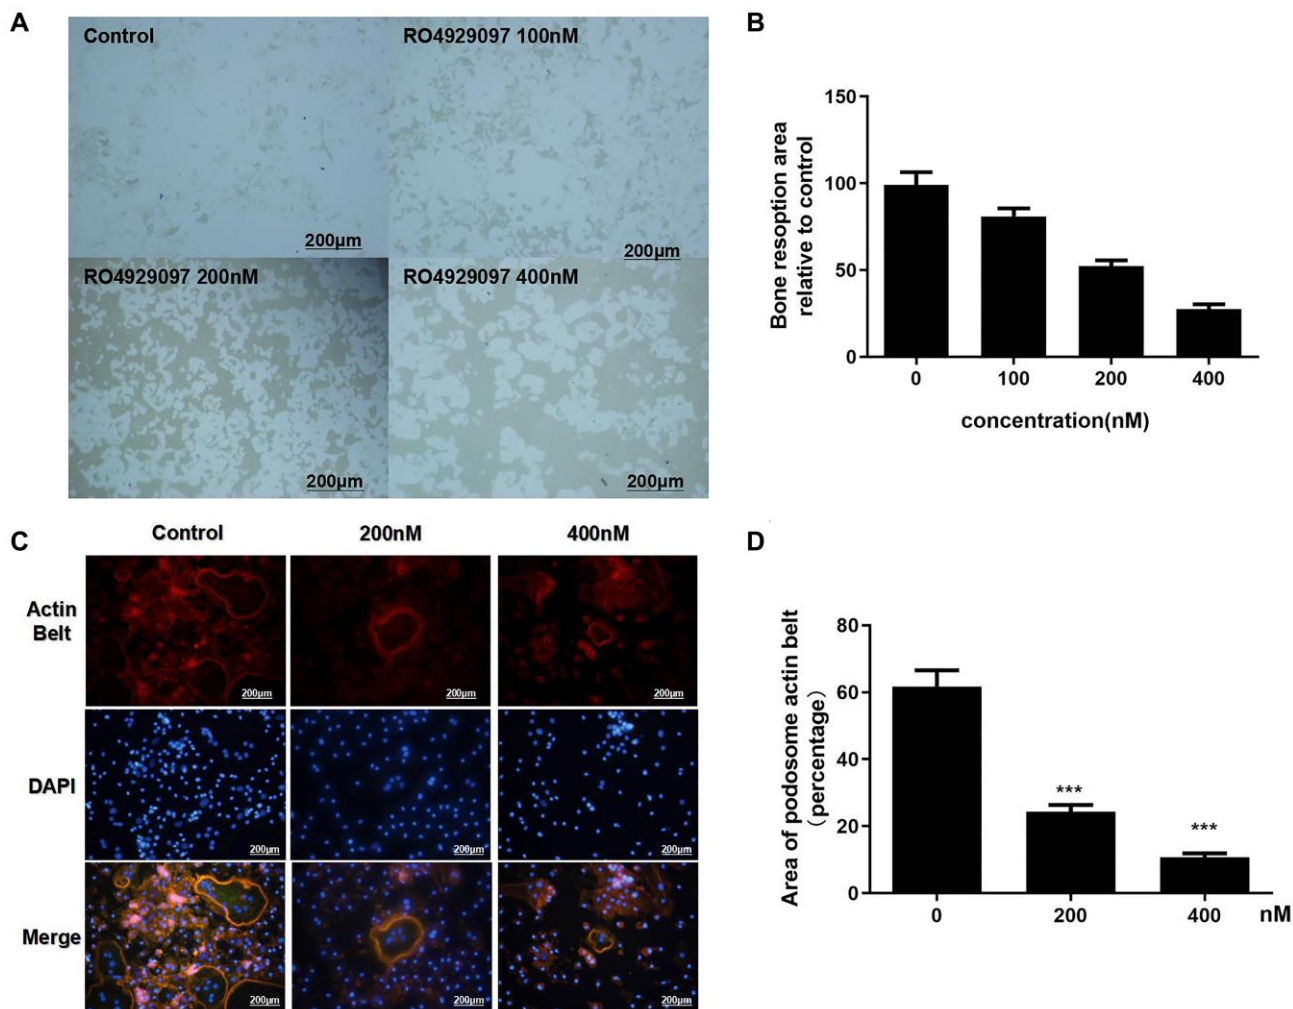 A
Control
RO4929097 100nM
200μm
200μm
RO4929097 200nM
RO4929097 400nM
200μm
200μm
B
Bone resoption area
relative to control
150
100
50
0
0
100
200
400
concentration(nM)
C
Control
200nM
400nM
Actin
Belt
200μm
200μm
200μm
DAPI
200μm
200μm
200μm
Merge
200μm
200μm
200μm
D
Area of podosome actin belt
(percentage)
80
60
40
20
0
***
***
0
200
400
nM